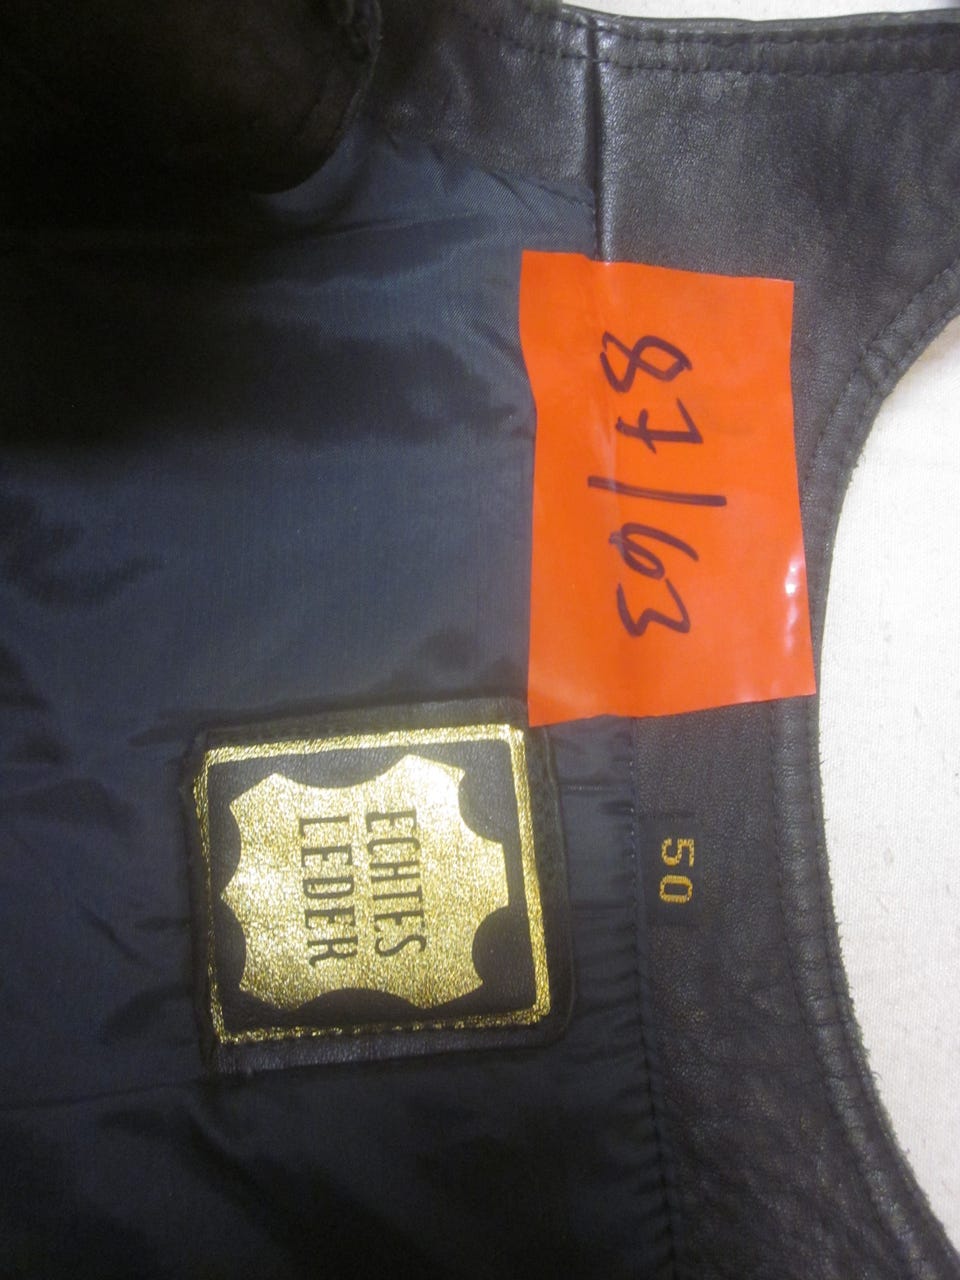 87/63
ECHTES
LEDER
50